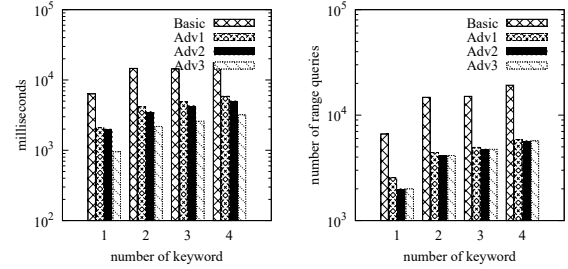 10^5
10^4
10^3
10^2
milliseconds
Basic
Adv1
Adv2
Adv3
1 2 3 4
number of keyword
10^5
10^4
10^3
number of range queries
Basic
Adv1
Adv2
Adv3
1 2 3 4
number of keyword